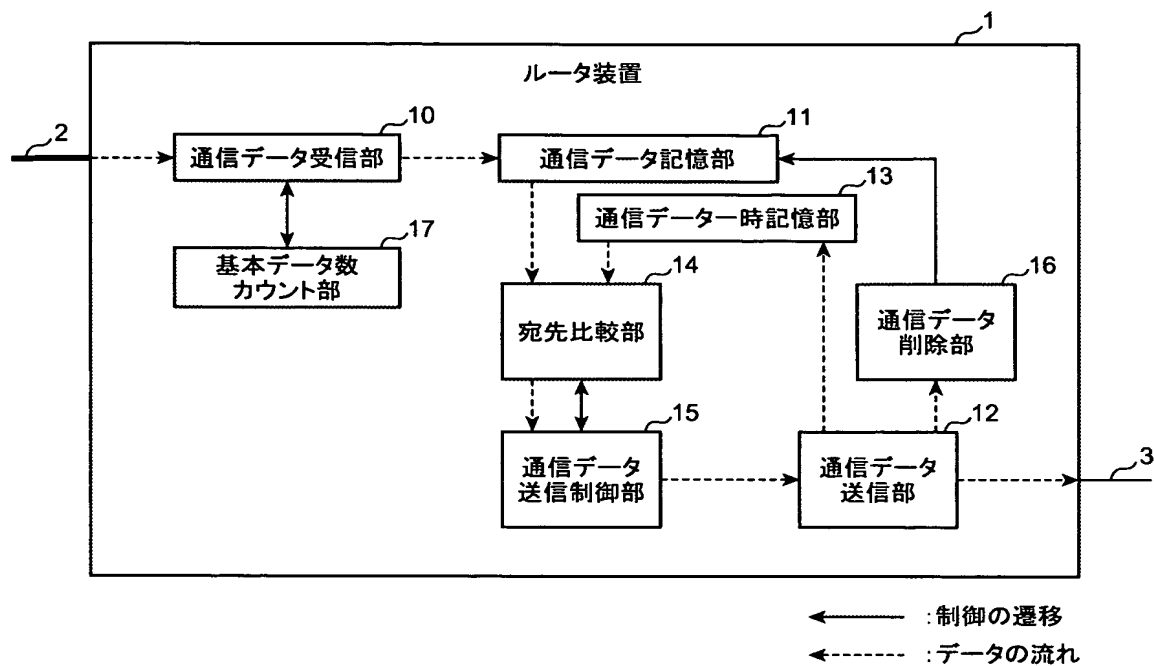 1
ルータ装置
2
10
通信データ受信部
11
通信データ記憶部
13
通信データ一時記憶部
17
基本データ数
カウント部
14
宛先比較部
16
通信データ
削除部
15
通信データ
送信制御部
12
通信データ
送信部
3
:制御の遷移
:データの流れ